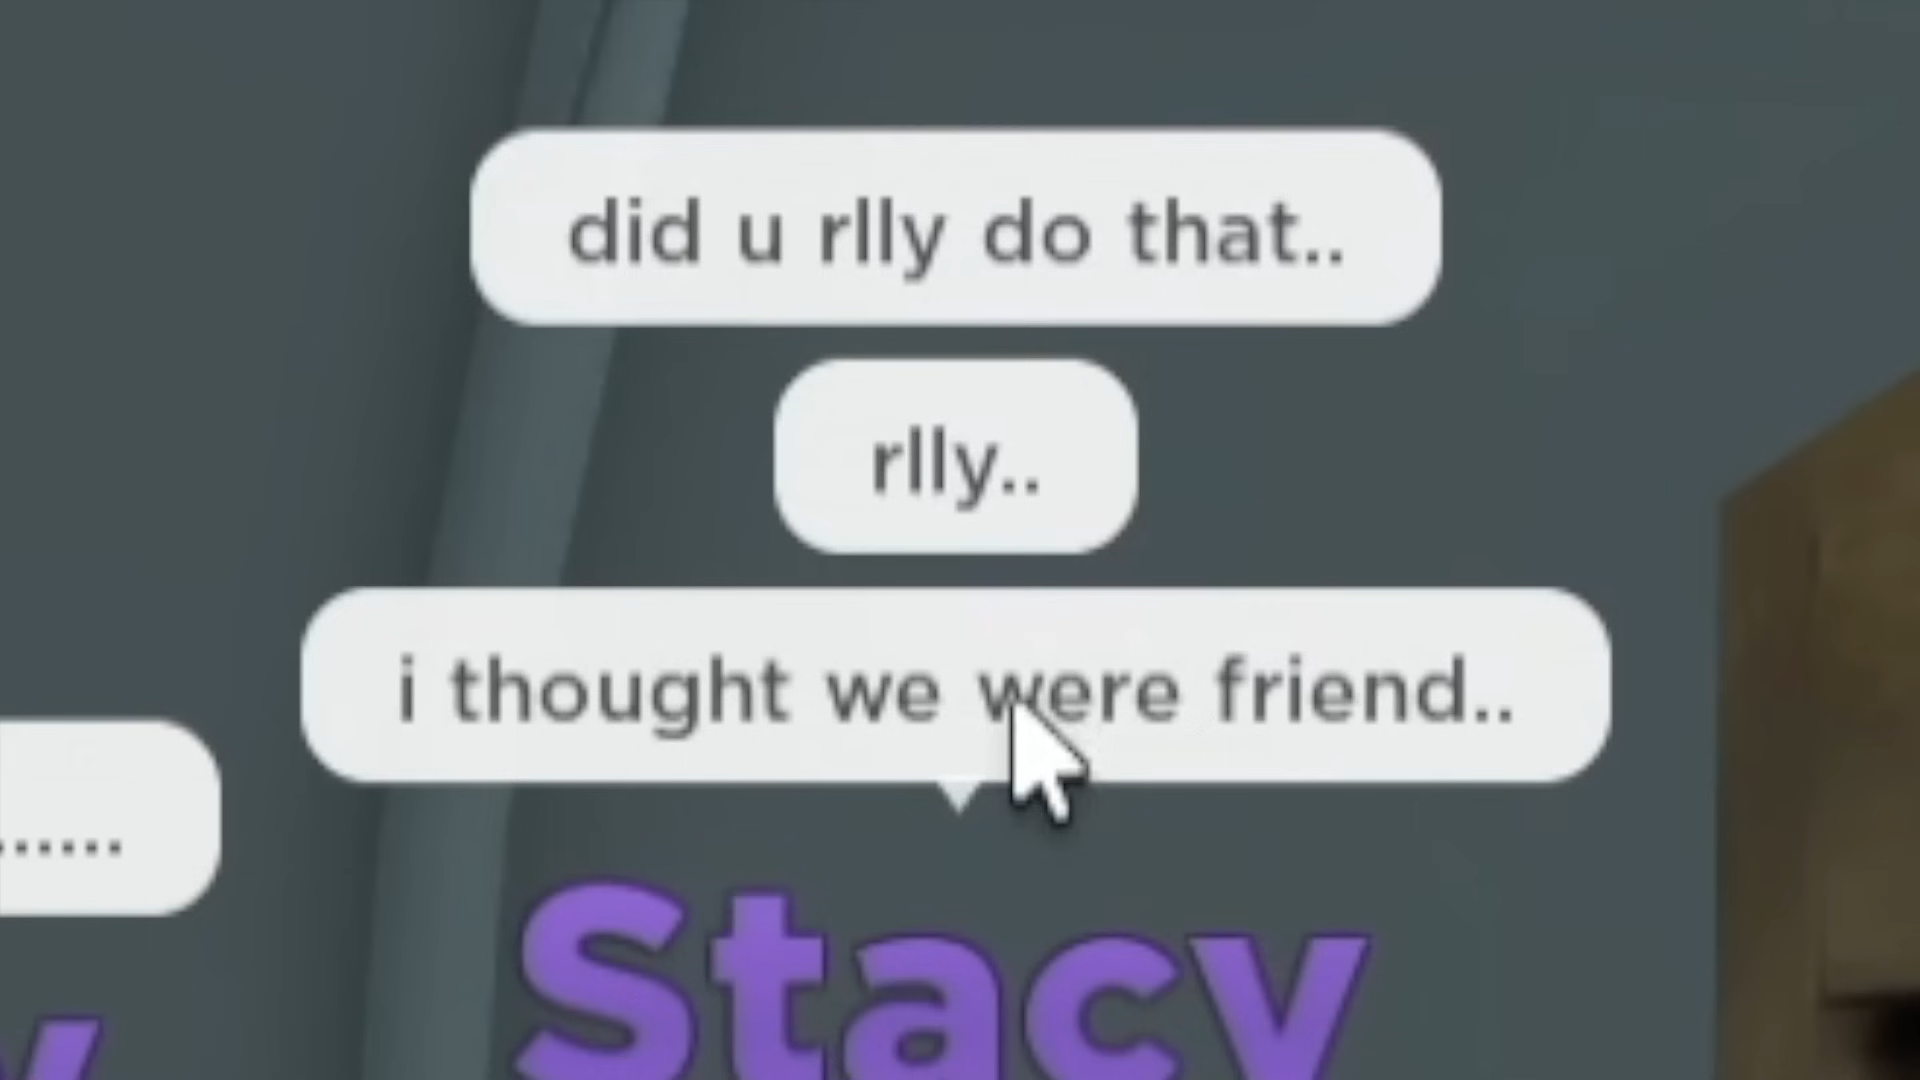 did u rlly do that..
rlly..
i thought we were friend..
......
Stacy